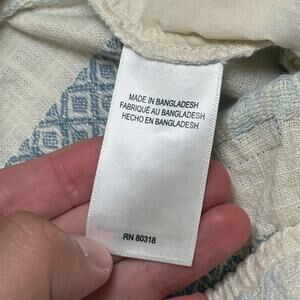 MADE IN BANGLADESH
FABRIQUÉ AU BANGLADESH
HECHO EN BANGLADESH
RN 80318